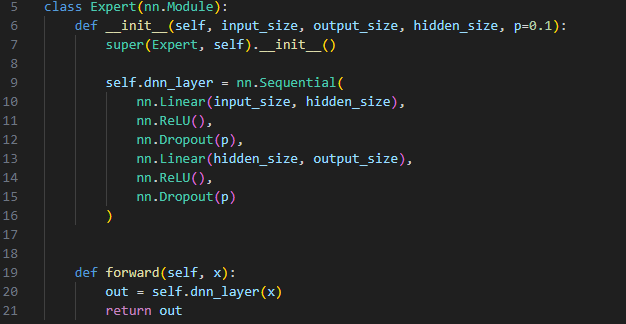 5 class Expert(nn.Module):
6     def __init__(self, input_size, output_size, hidden_size, p=0.1):
7         super(Expert, self).__init__()
8
9         self.dnn_layer = nn.Sequential(
10             nn.Linear(input_size, hidden_size),
11             nn.ReLU(),
12             nn.Dropout(p),
13             nn.Linear(hidden_size, output_size),
14             nn.ReLU(),
15             nn.Dropout(p)
16         )
17
18
19     def forward(self, x):
20         out = self.dnn_layer(x)
21         return out